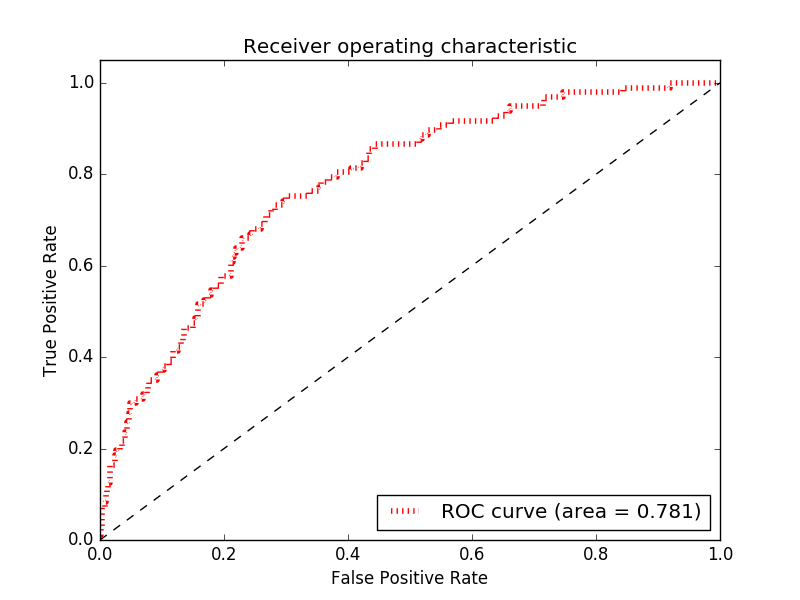 Receiver operating characteristic
True Positive Rate
1.0
0.8
0.6
0.4
0.2
0.0
ROC curve (area = 0.781)
0.0 0.2 0.4 0.6 0.8 1.0
False Positive Rate